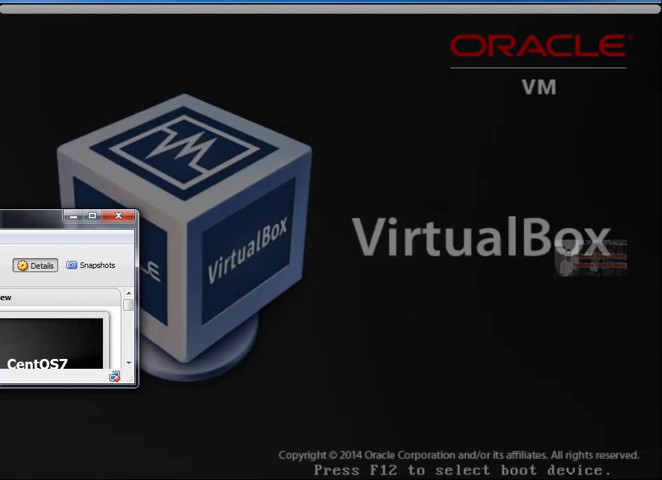 ORACLE
VM
VirtualBox
VirtualBox
Details Snapshots
CentOS7
Copyright © 2014 Oracle Corporation and/or its affiliates. All rights reserved.
Press F12 to select boot device.